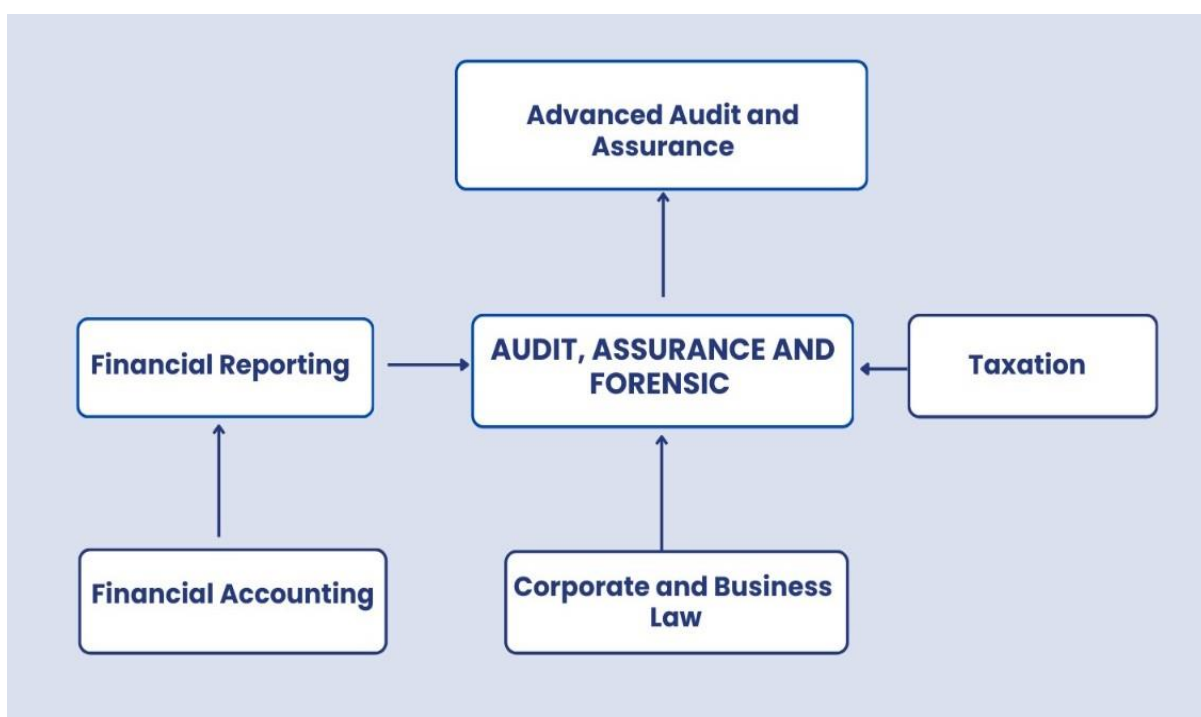 Advanced Audit and
Assurance
Financial Reporting
AUDIT, ASSURANCE AND
FORENSIC
Taxation
Financial Accounting
Corporate and Business
Law